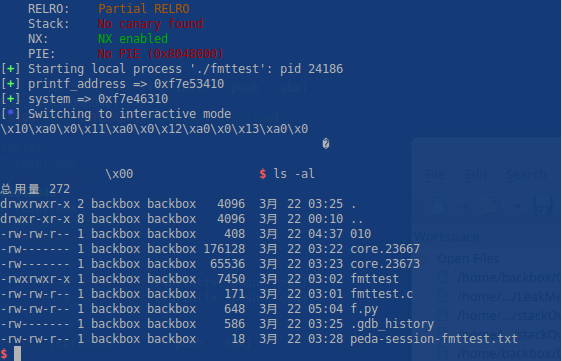 RELRO: Partial RELRO
Stack: No canary found
NX: NX enabled
PIE: No PIE (0x8048000)
[+] Starting local process './fmttest': pid 24186
[+] printf_address => 0xf7e53410
[+] system => 0xf7e46310
[*] Switching to interactive mode
\x10\xa0\x0\x11\xa0\x0\x12\xa0\x0\x13\xa0\x0
�
\x00 $ ls -al
总用量 272
drwxrwxr-x 2 backbox backbox 4096 3月 22 03:25 .
drwxr-xr-x 8 backbox backbox 4096 3月 22 00:10 ..
-rw-rw-r-- 1 backbox backbox 408 3月 22 04:37 010
-rw------- 1 backbox backbox 176128 3月 22 03:22 core.23667
-rw------- 1 backbox backbox 65536 3月 22 03:23 core.23673
-rwxrwxr-x 1 backbox backbox 7450 3月 22 03:02 fmttest
-rw-rw-r-- 1 backbox backbox 171 3月 22 03:01 fmttest.c
-rw-rw-r-- 1 backbox backbox 648 3月 22 05:04 f.py
-rw------- 1 backbox backbox 586 3月 22 03:25 .gdb_history
-rw-rw-r-- 1 backbox backbox 18 3月 22 03:28 peda-session-fmttest.txt
$
File Edit Search
Workspace
Open Files